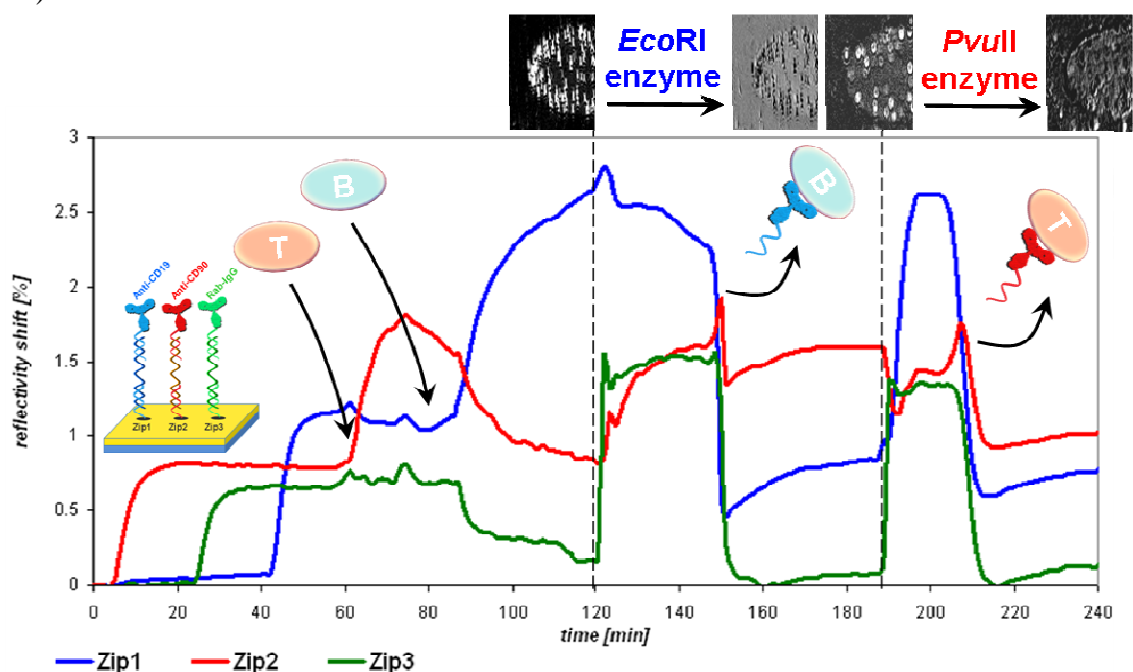 EcoRI
enzyme
PvuII
enzyme
3
2.5
2
1.5
1
0.5
0
reflectivity shift [%]
B
T
Anti-CD19
Anti-CD90
Rab-IgG
Zip1
Zip2
Zip3
B
T
0
20
40
60
80
100
120
140
160
180
200
220
240
time [min]
Zip1
Zip2
Zip3